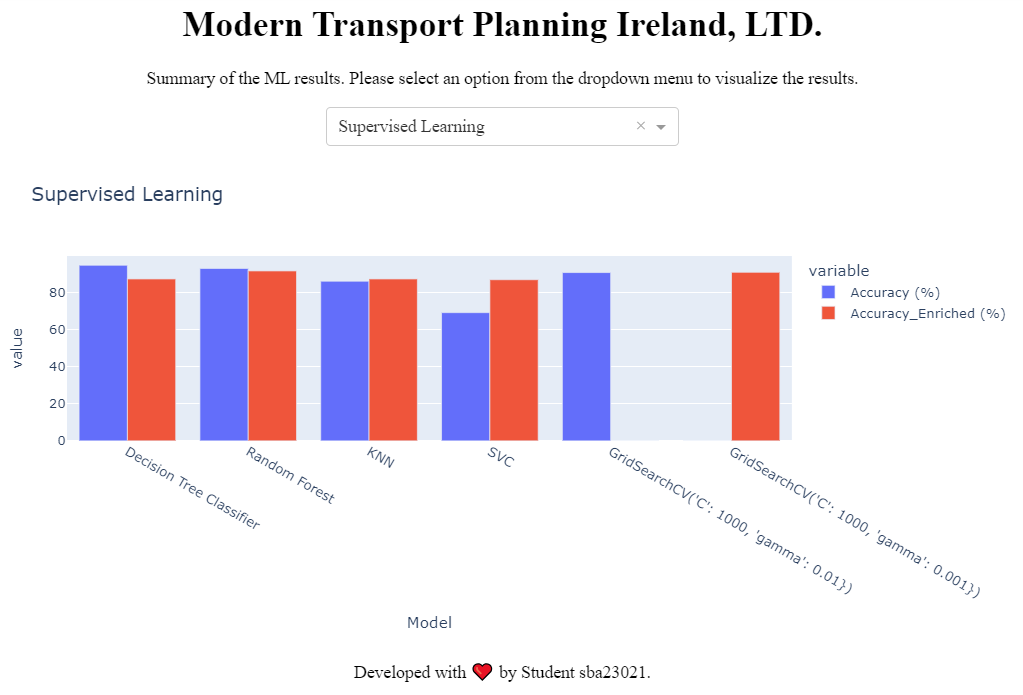 Modern Transport Planning Ireland, LTD.
Summary of the ML results. Please select an option from the dropdown menu to visualize the results.
Supervised Learning ×
Supervised Learning
variable
Accuracy (%)
Accuracy_Enriched (%)
value
80
60
40
20
0
Decision Tree Classifier
Random Forest
KNN
SVC
GridSearchCV('C': 1000, 'gamma': 0.01})
GridSearchCV('C': 1000, 'gamma': 0.001})
Model
Developed with ❤ by Student sba23021.